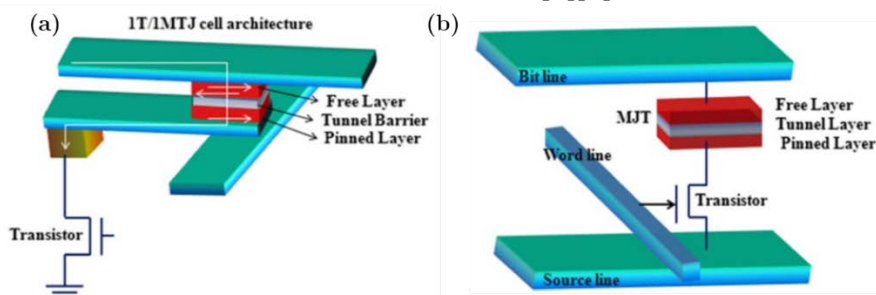 (a)
1T/1MTJ cell architecture
Free Layer
Tunnel Barrier
Pinned Layer
Transistor
(b)
Bit line
MJT
Free Layer
Tunnel Layer
Pinned Layer
Word line
Transistor
Source line